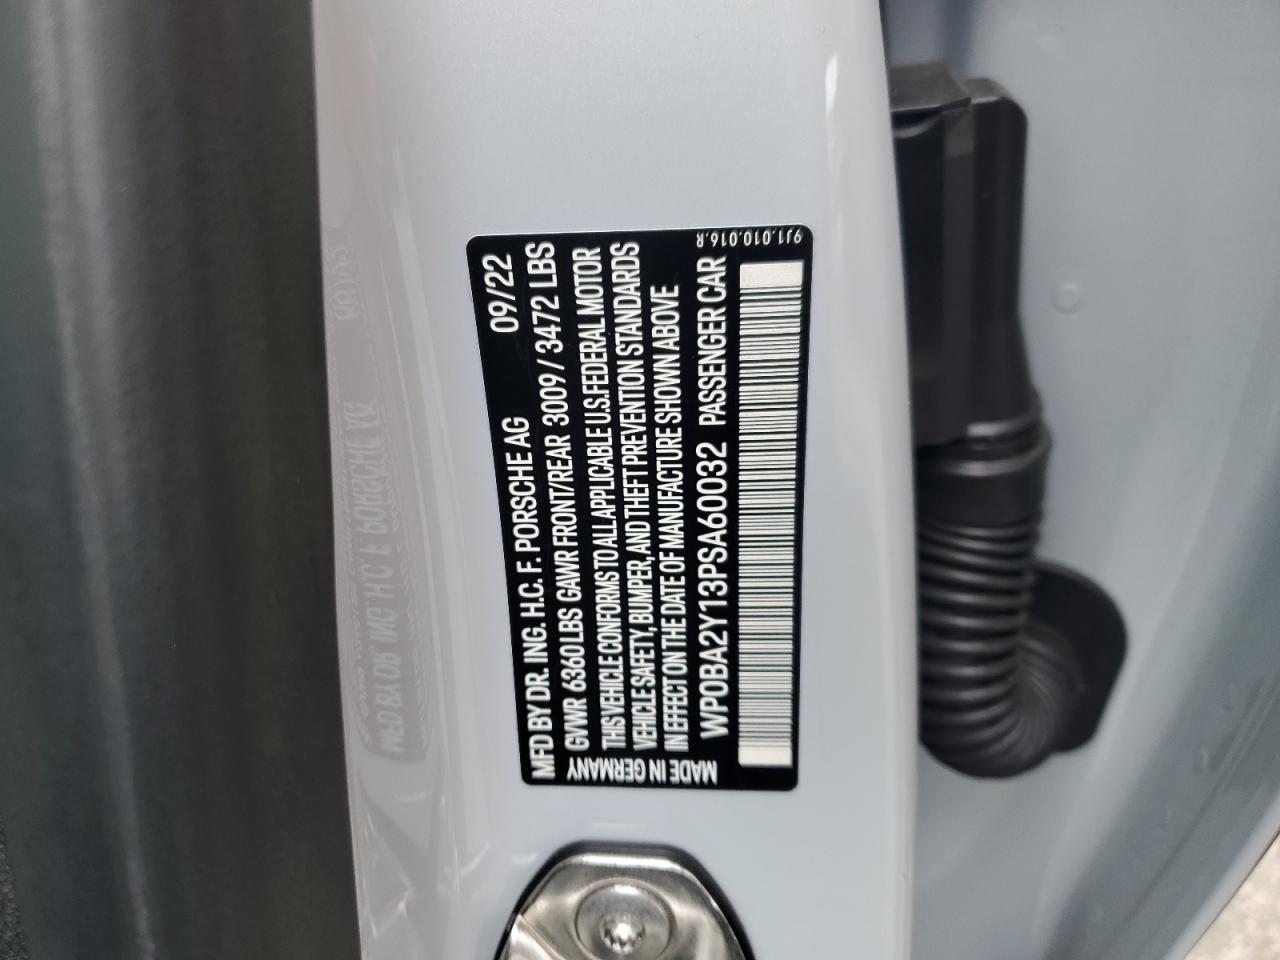 MFD BY DR. ING. H.C. F. PORSCHE AG 09/22
GVWR 6360 LBS GAWR FRONT/REAR 3009 / 3472 LBS
THIS VEHICLE CONFORMS TO ALL APPLICABLE U.S. FEDERAL MOTOR
VEHICLE SAFETY, BUMPER, AND THEFT PREVENTION STANDARDS
IN EFFECT ON THE DATE OF MANUFACTURE SHOWN ABOVE
WP0BA2Y13PSA60032 PASSENGER CAR
MADE IN GERMANY
9J1.010.016.R